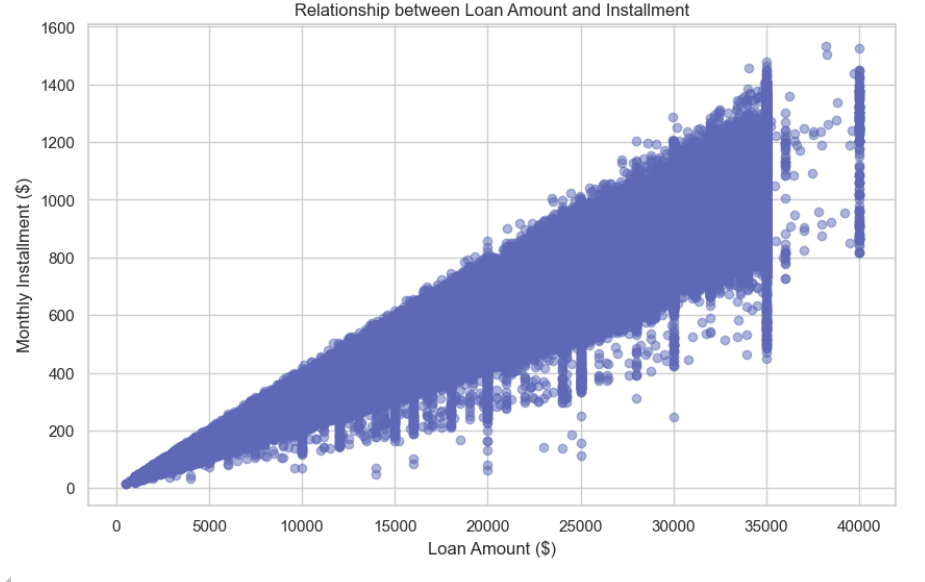 Relationship between Loan Amount and Installment
1600
1400
1200
1000
800
600
400
200
0
Monthly Installment ($)
0 5000 10000 15000 20000 25000 30000 35000 40000
Loan Amount ($)